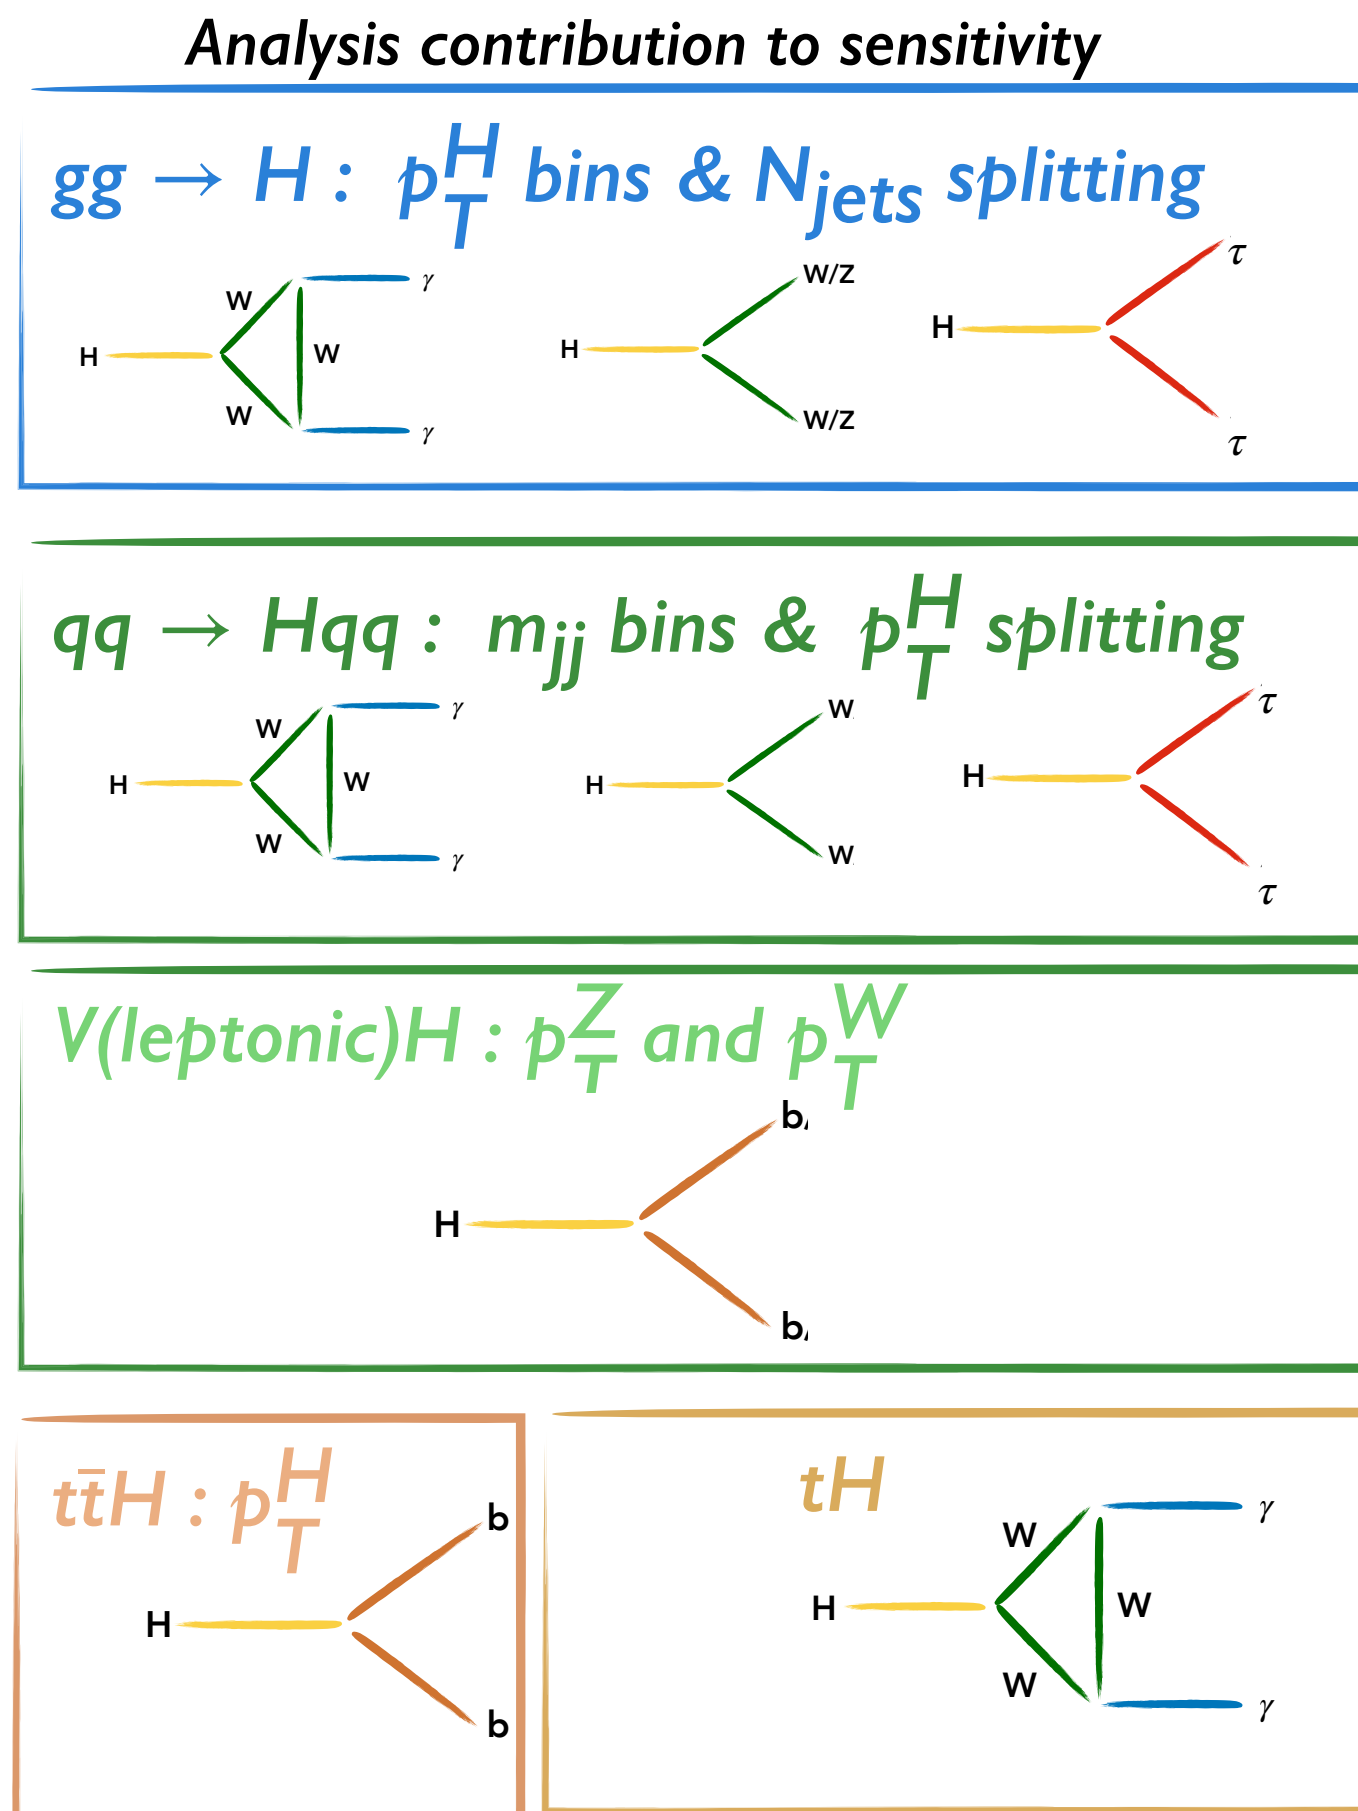 Analysis contribution to sensitivity
gg → H : p_T^H bins & N_jets splitting
W γ W/Z τ
H W H H
W γ W/Z τ
qq → Hqq : m_jj bins & p_T^H splitting
W γ W τ
H W H H
W γ W τ
V(leptonic)H : p_T^Z and p_T^W
b
H
b
tt̄H : p_T^H
b
H
b
tH
W γ
H W
W γ